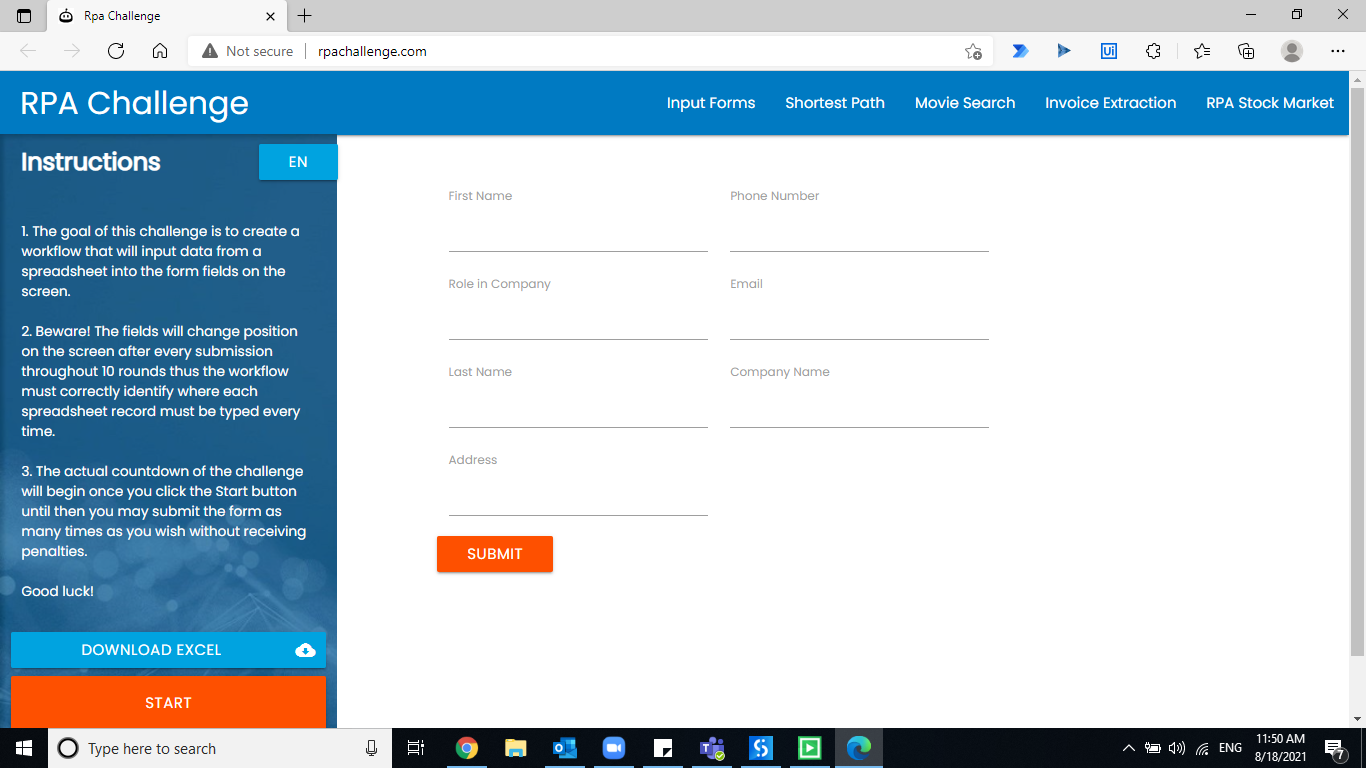 Rpa Challenge
Not secure
rpachallenge.com
Ui
RPA Challenge
Input Forms
Shortest Path
Movie Search
Invoice Extraction
RPA Stock Market
Instructions
EN
1. The goal of this challenge is to create a
workflow that will input data from a
spreadsheet into the form fields on the
screen.
2. Beware! The fields will change position
on the screen after every submission
throughout 10 rounds thus the workflow
must correctly identify where each
spreadsheet record must be typed every
time.
3. The actual countdown of the challenge
will begin once you click the Start button
until then you may submit the form as
many times as you wish without receiving
penalties.
Good luck!
DOWNLOAD EXCEL
START
First Name
Phone Number
Role in Company
Email
Last Name
Company Name
Address
SUBMIT
Type here to search
ENG
11:50 AM
8/18/2021
7